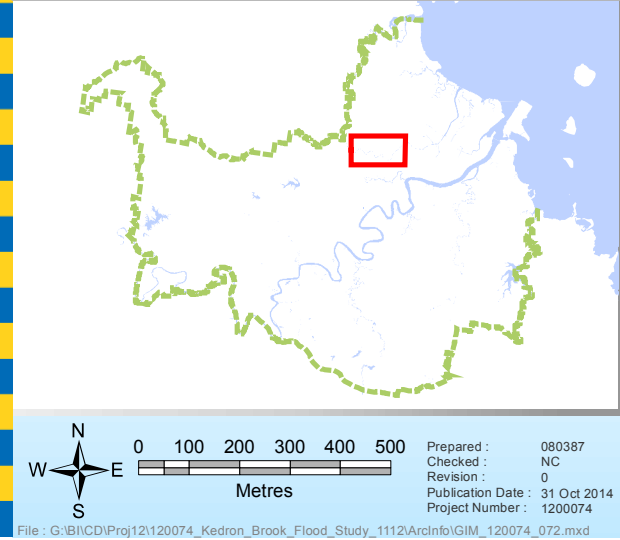 N
W E
S
0 100 200 300 400 500
Metres
Prepared : 080387
Checked : NC
Revision : 0
Publication Date : 31 Oct 2014
Project Number : 1200074
File : G:\BI\CD\Proj12\120074_Kedron_Brook_Flood_Study_1112\ArcInfo\GIM_120074_072.mxd